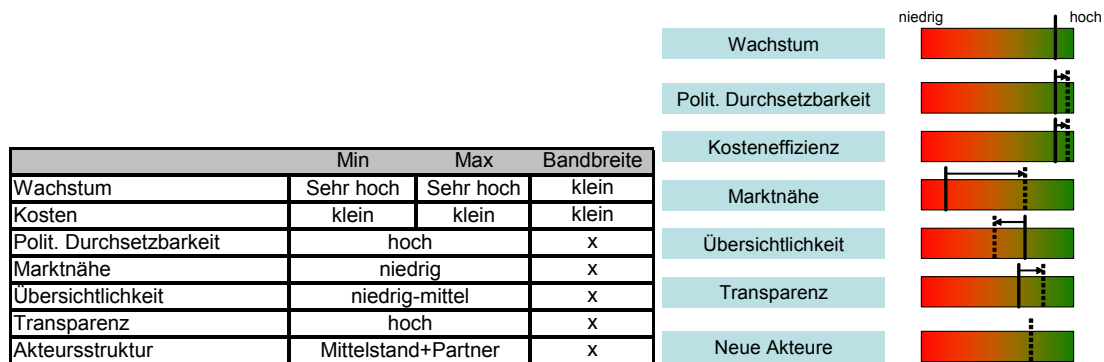 niedrig hoch
Wachstum
Polit. Durchsetzbarkeit
Kosteneffizienz
Marktnähe
Übersichtlichkeit
Transparenz
Neue Akteure
Min Max Bandbreite
Wachstum Sehr hoch Sehr hoch klein
Kosten klein klein klein
Polit. Durchsetzbarkeit hoch x
Marktnähe niedrig x
Übersichtlichkeit niedrig-mittel x
Transparenz hoch x
Akteursstruktur Mittelstand+Partner x